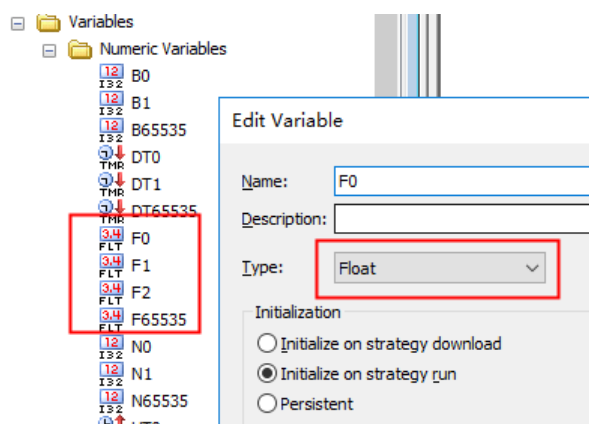 Variables
Numeric Variables
12
I32 B0
12
I32 B1
12
I32 B65535
TMR DT0
TMR DT1
TMR DT65535
3.4
FLT F0
3.4
FLT F1
3.4
FLT F2
3.4
FLT F65535
12
I32 N0
12
I32 N1
12
I32 N65535
Edit Variable
Name: F0
Description:
Type: Float
Initialization
Initialize on strategy download
Initialize on strategy run
Persistent